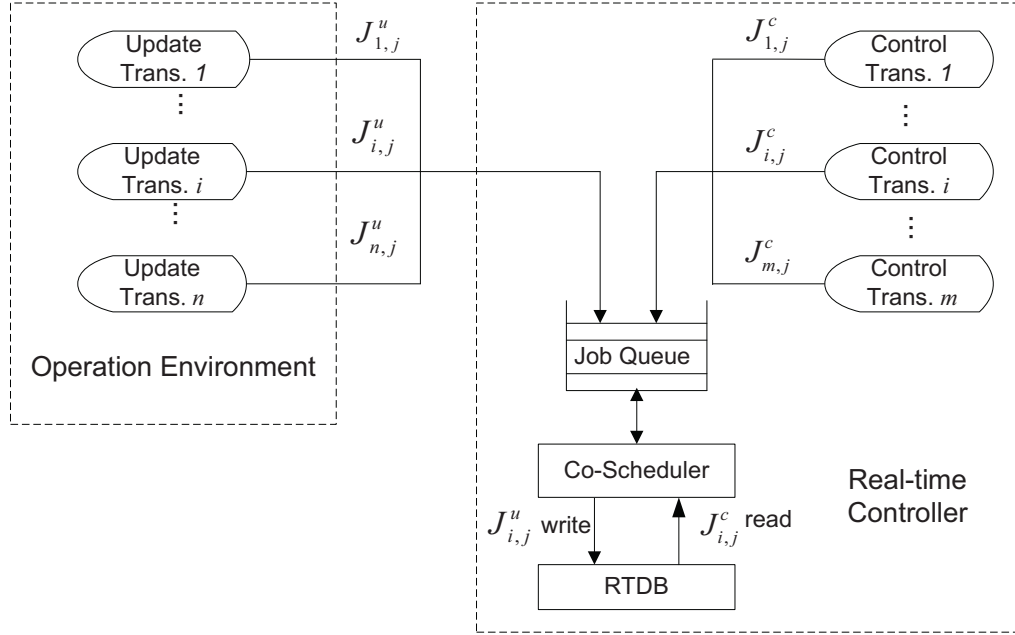 Update
Trans. 1
⋮
Update
Trans. i
⋮
Update
Trans. n
Operation Environment
J^u_{1,j}
J^u_{i,j}
J^u_{n,j}
J^c_{1,j}
J^c_{i,j}
J^c_{m,j}
Control
Trans. 1
⋮
Control
Trans. i
⋮
Control
Trans. m
Job Queue
Co-Scheduler
J^u_{i,j} write
J^c_{i,j} read
RTDB
Real-time
Controller